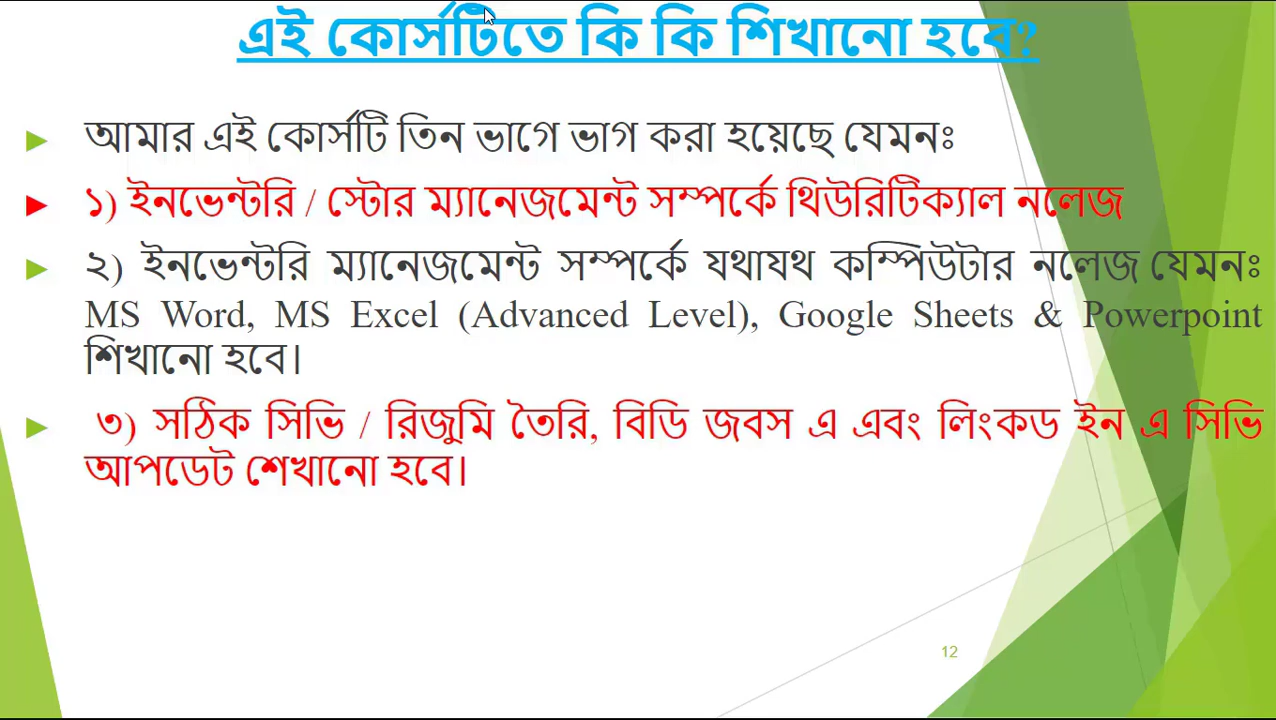 এই কোর্সটিতে কি কি শিখানো হবে?
আমার এই কোর্সটি তিন ভাগে ভাগ করা হয়েছে যেমনঃ
১) ইনভেন্টরি / স্টোর ম্যানেজমেন্ট সম্পর্কে থিউরিটিক্যাল নলেজ
২) ইনভেন্টরি ম্যানেজমেন্ট সম্পর্কে যথাযথ কম্পিউটার নলেজ যেমনঃ
MS Word, MS Excel (Advanced Level), Google Sheets & Powerpoint
শিখানো হবে।
৩) সঠিক সিভি / রিজুমি তৈরি, বিডি জবস এ এবং লিংকড ইন এ সিভি
আপডেট শেখানো হবে।
12